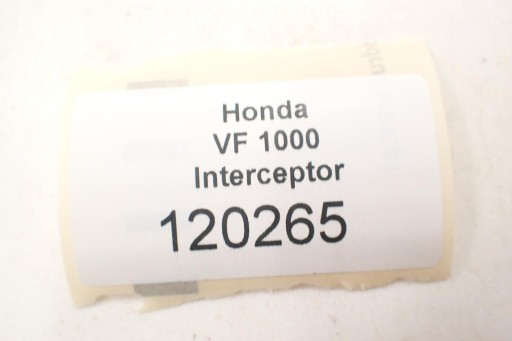 Honda
VF 1000
Interceptor
120265